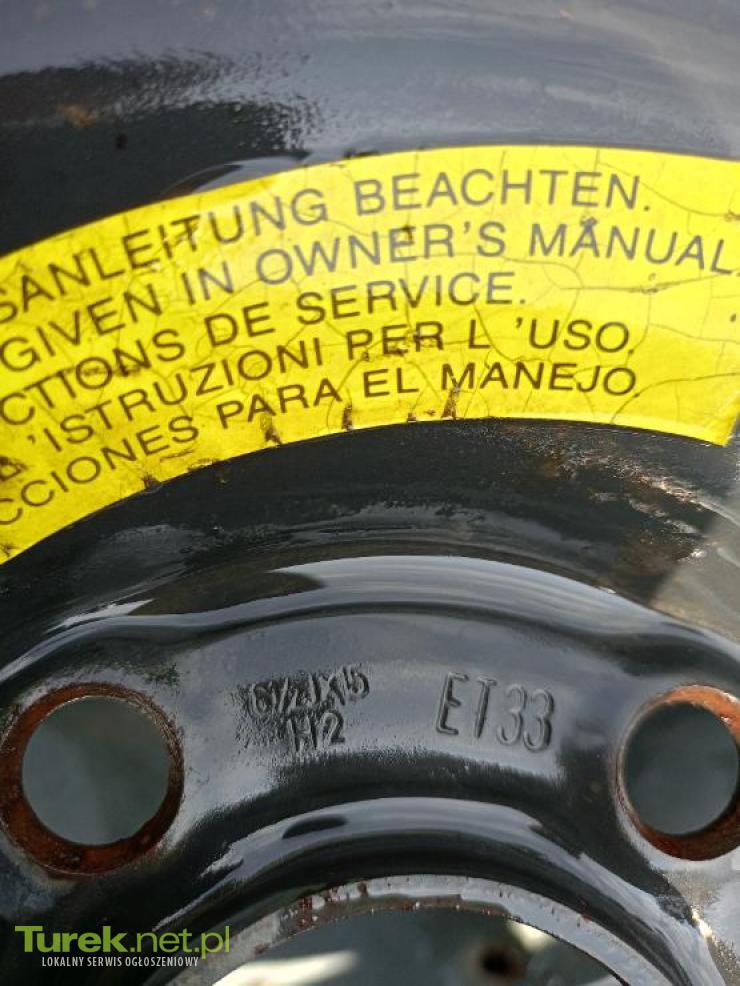 SANLEITUNG BEACHTEN.
GIVEN IN OWNER'S MANUAL.
CTIONS DE SERVICE.
L'ISTRUZIONI PER L 'USO.
CCIONES PARA EL MANEJO.
6½Jx15
H2
ET33
Turek.net.pl
LOKALNY SERWIS OGŁOSZENIOWY